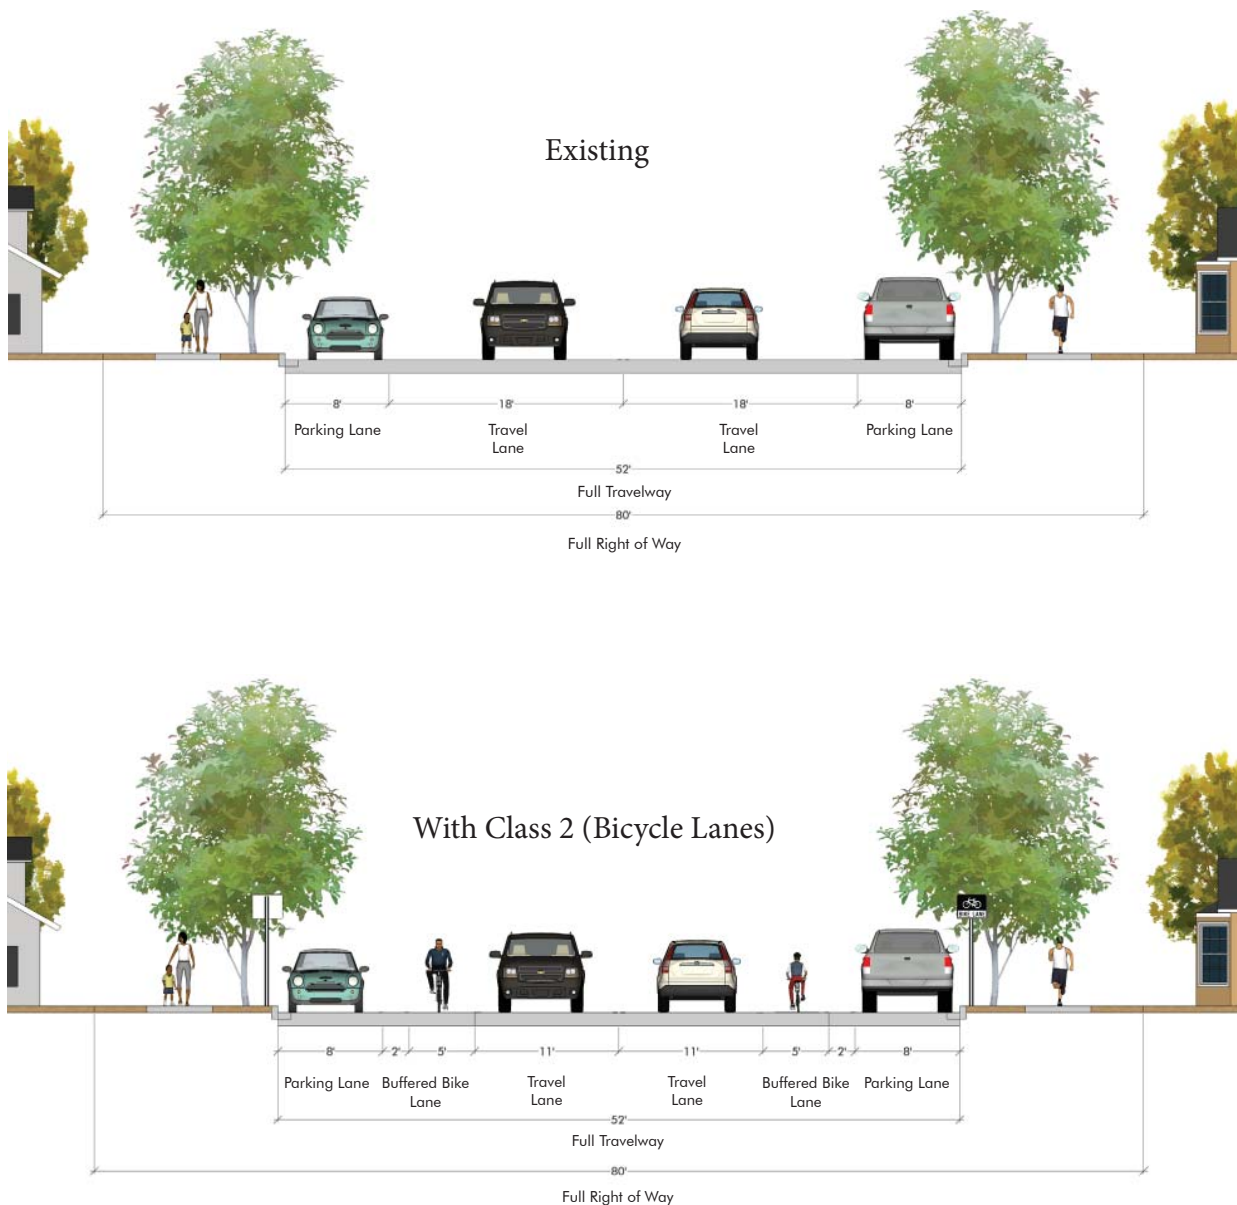 Existing
8' 18' 18' 8'
Parking Lane Travel Lane Travel Lane Parking Lane
52'
Full Travelway
80'
Full Right of Way
With Class 2 (Bicycle Lanes)
BIKE LANE
8' 2' 5' 11' 11' 5' 2' 8'
Parking Lane Buffered Bike Lane Travel Lane Travel Lane Buffered Bike Lane Parking Lane
52'
Full Travelway
80'
Full Right of Way